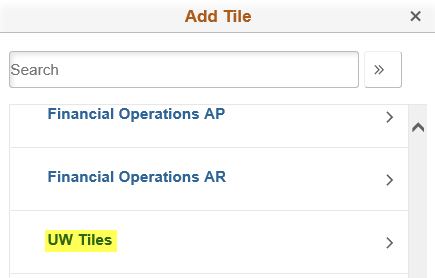 Add Tile
Search
Financial Operations AP
Financial Operations AR
UW Tiles